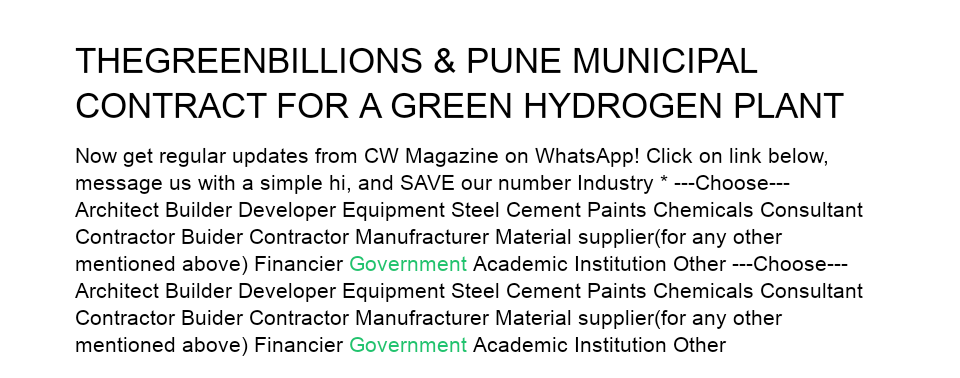 THEGREENBILLIONS & PUNE MUNICIPAL
CONTRACT FOR A GREEN HYDROGEN PLANT
Now get regular updates from CW Magazine on WhatsApp! Click on link below,
message us with a simple hi, and SAVE our number Industry * ---Choose---
Architect Builder Developer Equipment Steel Cement Paints Chemicals Consultant
Contractor Buider Contractor Manufracturer Material supplier(for any other
mentioned above) Financier Government Academic Institution Other ---Choose---
Architect Builder Developer Equipment Steel Cement Paints Chemicals Consultant
Contractor Buider Contractor Manufracturer Material supplier(for any other
mentioned above) Financier Government Academic Institution Other